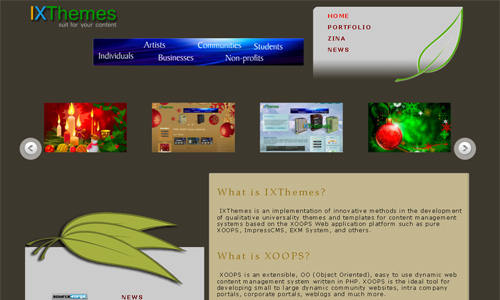 IXThemes
suit for your content
HOME
PORTFOLIO
ZINA
NEWS
Artists
Communities
Students
Individuals
Businesses
Non-profits
What is IXThemes?
IXThemes is an implementation of innovative methods in the development
of qualitative universality themes and templates for content management
systems based on the XOOPS Web application platform such as pure
XOOPS, ImpressCMS, EKM System, and others.
What is XOOPS?
XOOPS is an extensible, OO (Object Oriented), easy to use dynamic web
content management system written in PHP. XOOPS is the ideal tool for
developing small to large dynamic community websites, intra company
portals, corporate portals, weblogs and much more.
sourceforge
NEWS